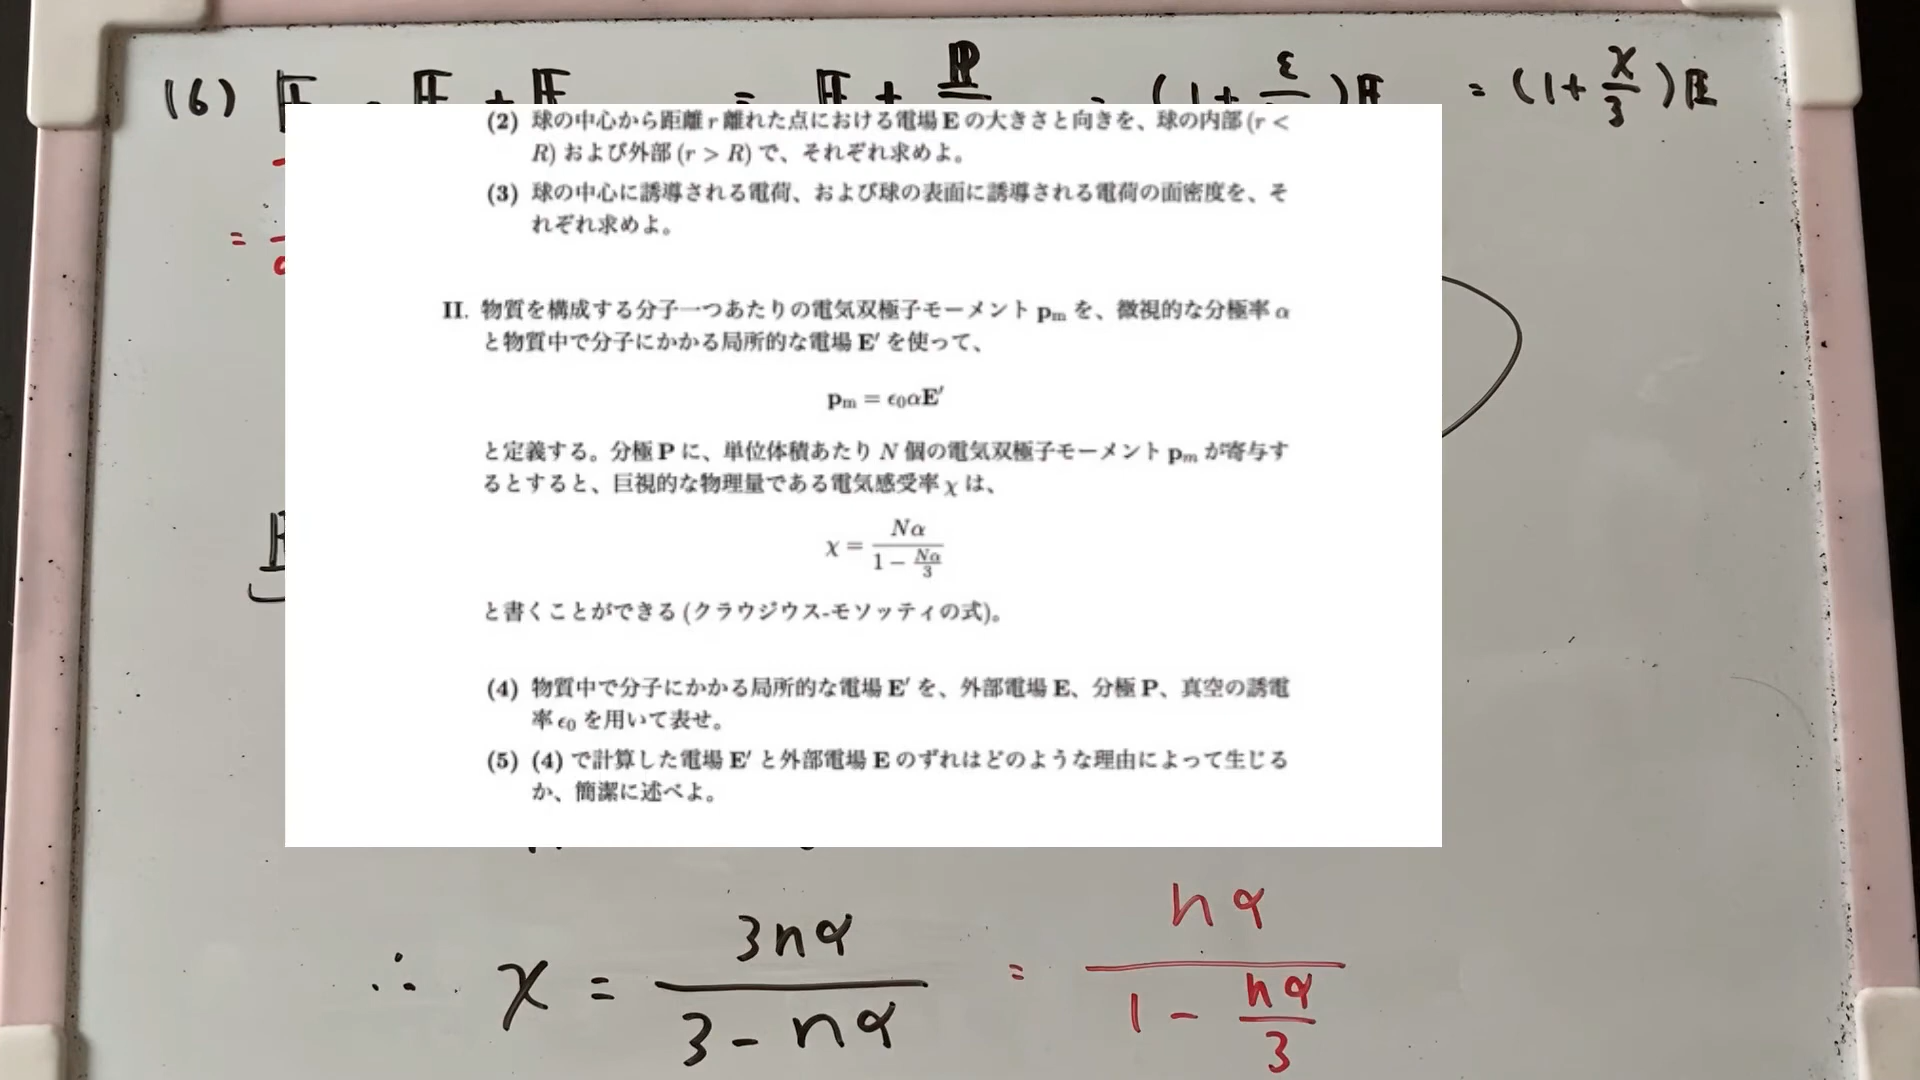 (6)
= (1+χ/3)E
(2) 球の中心から距離 r 離れた点における電場 E の大きさと向きを、球の内部 (r <
R) および外部 (r > R) で、それぞれ求めよ。
(3) 球の中心に誘導される電荷、および球の表面に誘導される電荷の面密度を、そ
れぞれ求めよ。
II. 物質を構成する分子一つあたりの電気双極子モーメント pm を、微視的な分極率 α
と物質中で分子にかかる局所的な電場 E′ を使って、
pm = ϵ0αE′
と定義する。分極 P に、単位体積あたり N 個の電気双極子モーメント pm が寄与す
るとすると、巨視的な物理量である電気感受率 χ は、
χ = Nα / (1 − Nα/3)
と書くことができる (クラウジウス-モソッティの式)。
(4) 物質中で分子にかかる局所的な電場 E′ を、外部電場 E、分極 P、真空の誘電
率 ϵ0 を用いて表せ。
(5) (4) で計算した電場 E′ と外部電場 E のずれはどのような理由によって生じる
か、簡潔に述べよ。
∴ χ = 3nα / (3 - nα) = nα / (1 - nα/3)